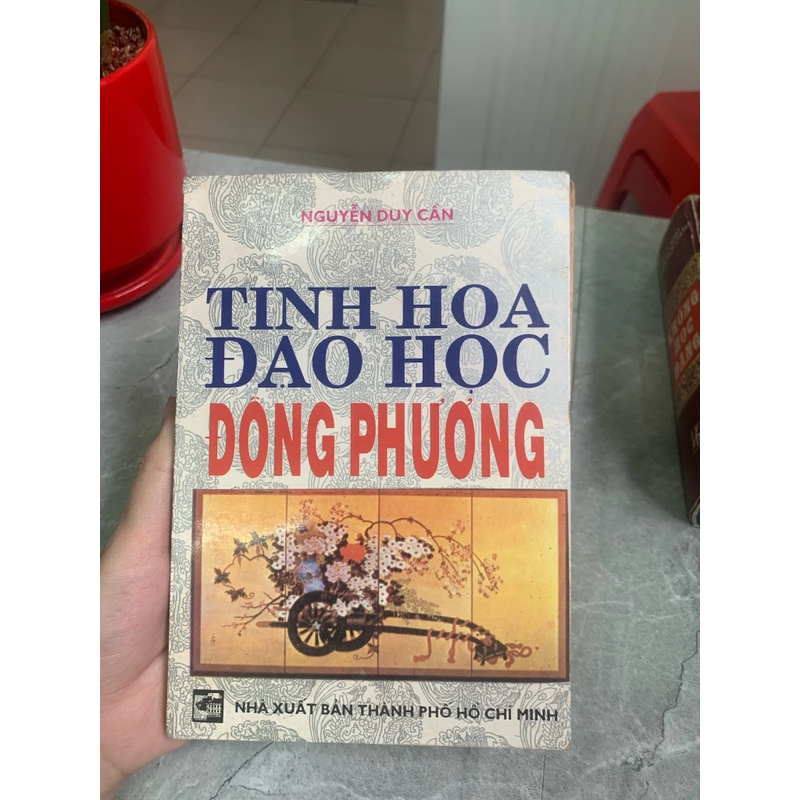 NGUYỄN DUY CẦN
TINH HOA
ĐẠO HỌC
ĐÔNG PHƯƠNG
NHÀ XUẤT BẢN THÀNH PHỐ HỒ CHÍ MINH